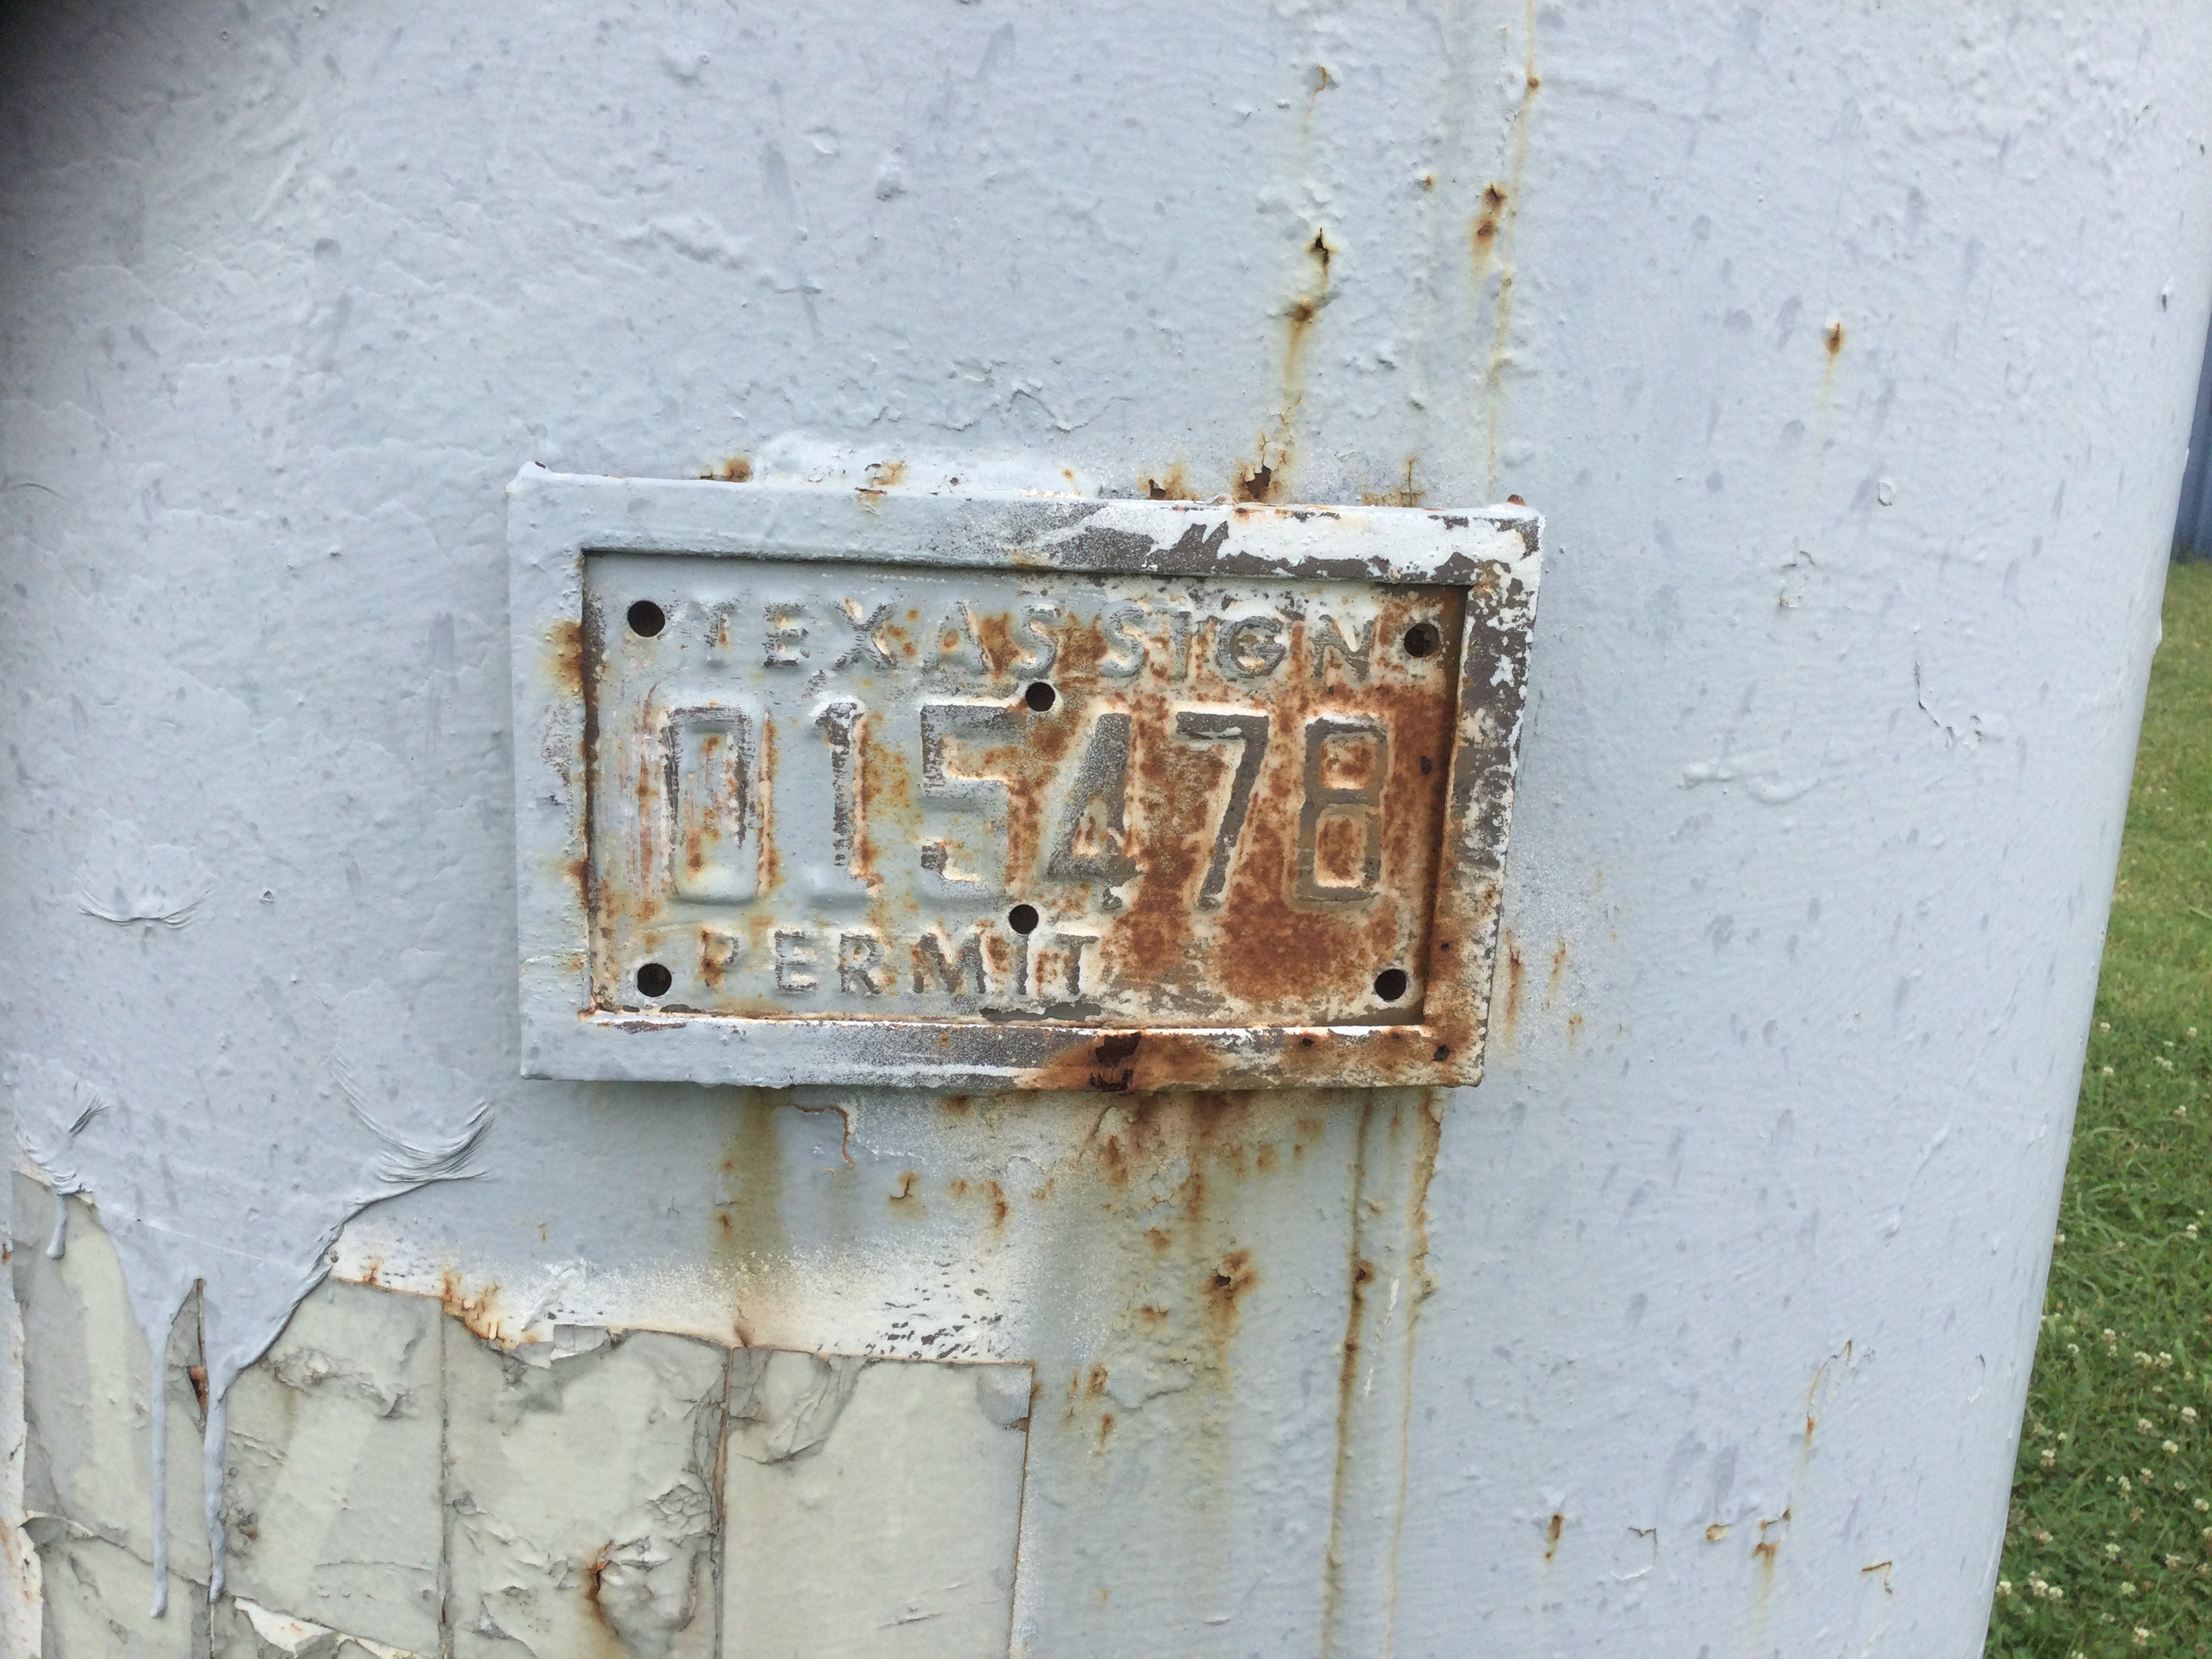 TEXAS SIGN
015478
PERMIT